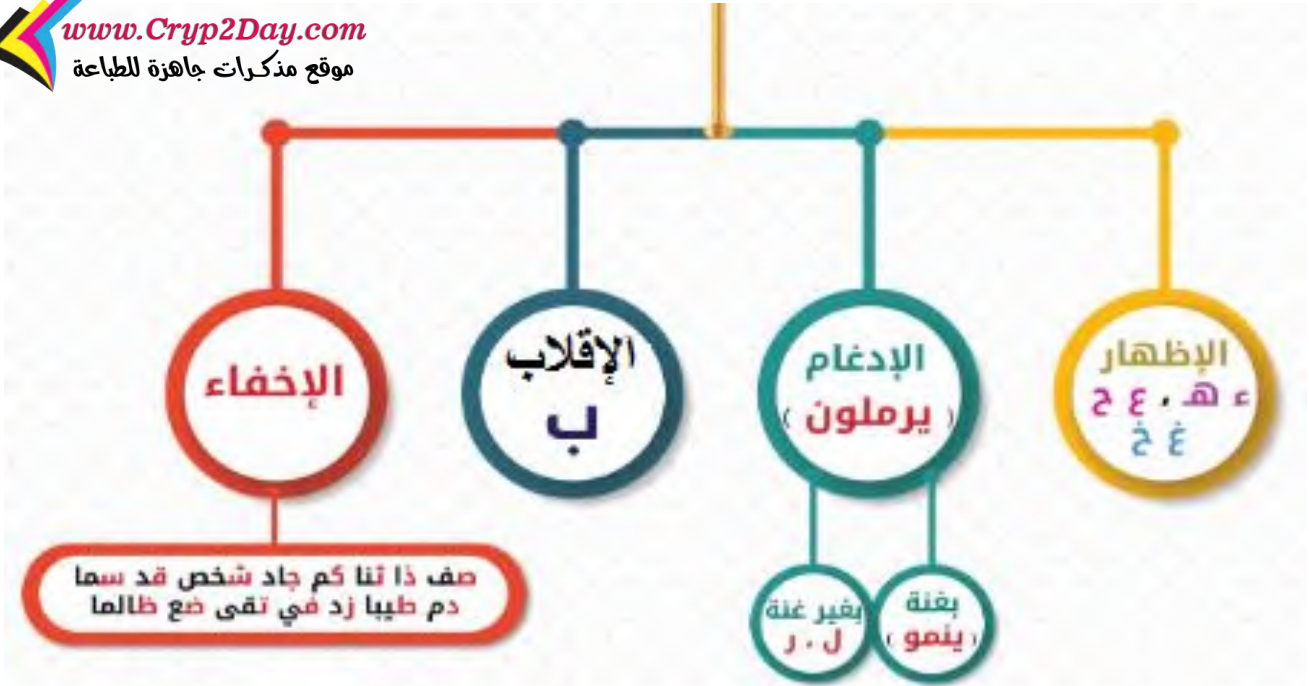 www.Cryp2Day.com
موقع مذكرات جاهزة للطباعة
الإظهار
ء هـ ، ع ح
غ خ
الإدغام
( يرملون )
بغنة
( ينمو )
بغير غنة
ل ، ر
الإقلاب
ب
الإخفاء
صف ذا ثنا كم جاد شخص قد سما
دم طيبا زد في تقى ضع ظالما